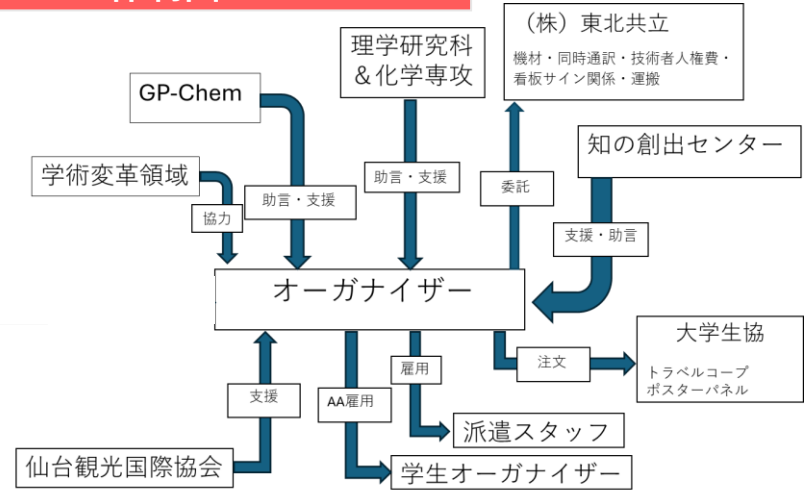 （株）東北共立
機材・同時通訳・技術者人権費・
看板サイン関係・運搬
理学研究科
＆化学専攻
GP-Chem
知の創出センター
学術変革領域
助言・支援
助言・支援
委託
協力
支援・助言
オーガナイザー
大学生協
トラベルコープ
ポスターパネル
注文
雇用
支援
AA雇用
派遣スタッフ
仙台観光国際協会
学生オーガナイザー